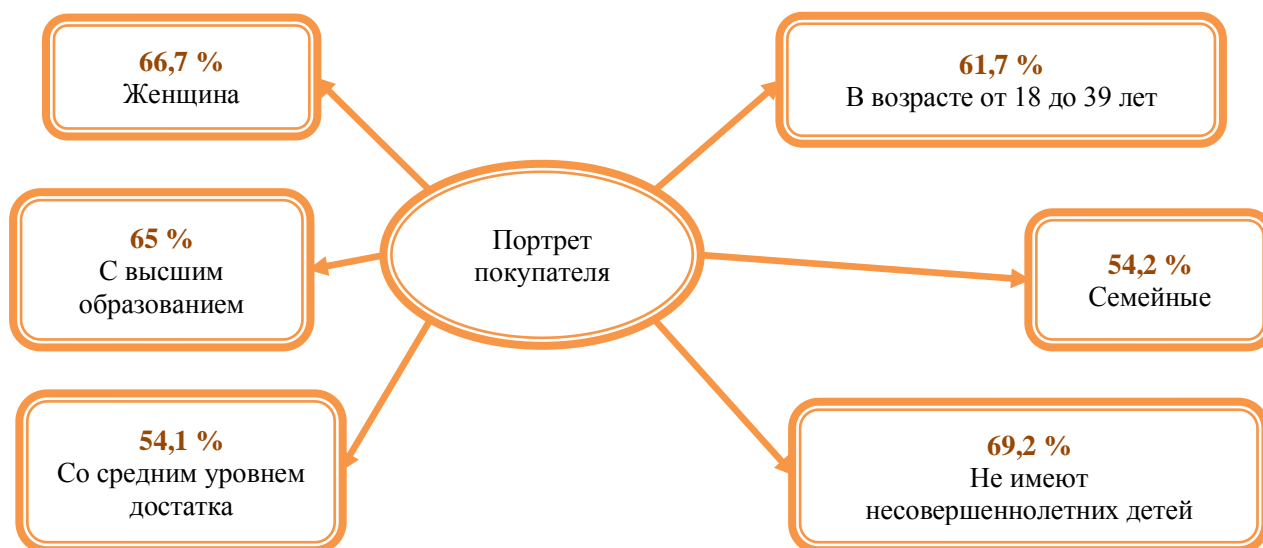 66,7 %
Женщина
61,7 %
В возрасте от 18 до 39 лет
65 %
С высшим
образованием
Портрет
покупателя
54,2 %
Семейные
54,1 %
Со средним уровнем
достатка
69,2 %
Не имеют
несовершеннолетних детей